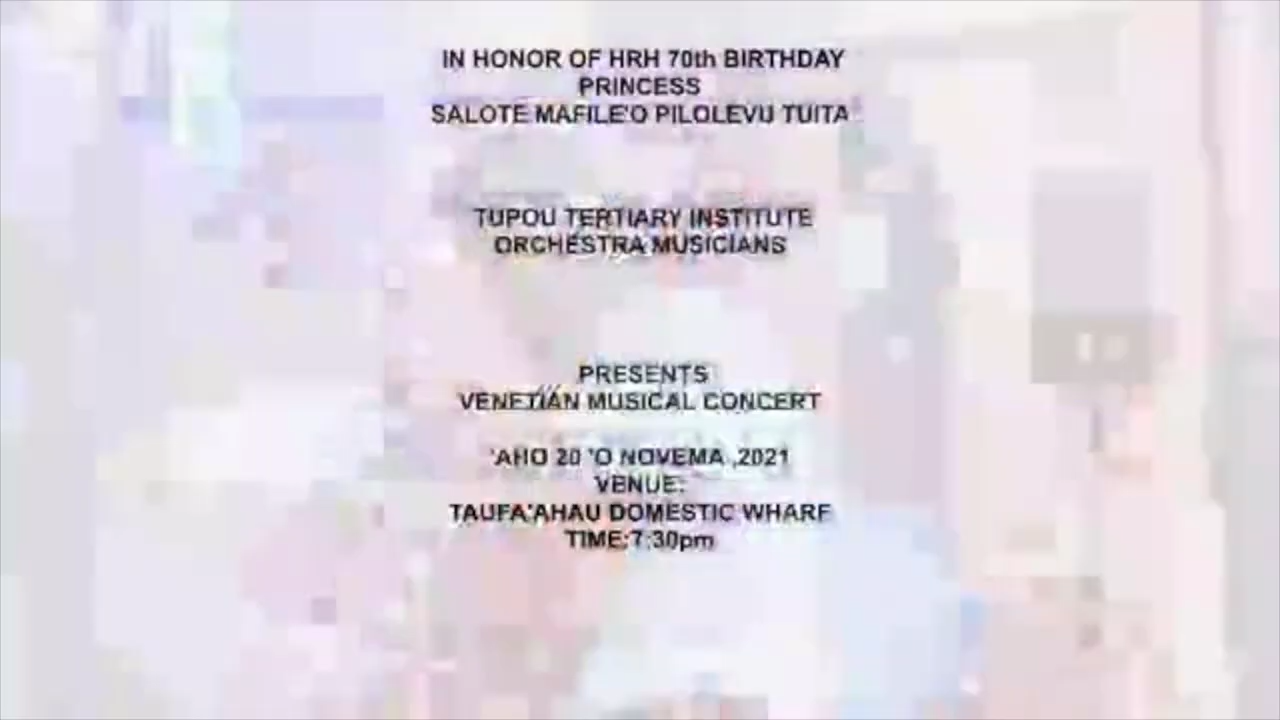 IN HONOR OF HRH 70th BIRTHDAY
PRINCESS
SALOTE MAFILE'O PILOLEVU TUITA
TUPOU TERTIARY INSTITUTE
ORCHESTRA MUSICIANS
PRESENTS
VENETIAN MUSICAL CONCERT
'AHO 20 'O NOVEMA ,2021
VENUE:
TAUFA'AHAU DOMESTIC WHARF
TIME:7:30pm